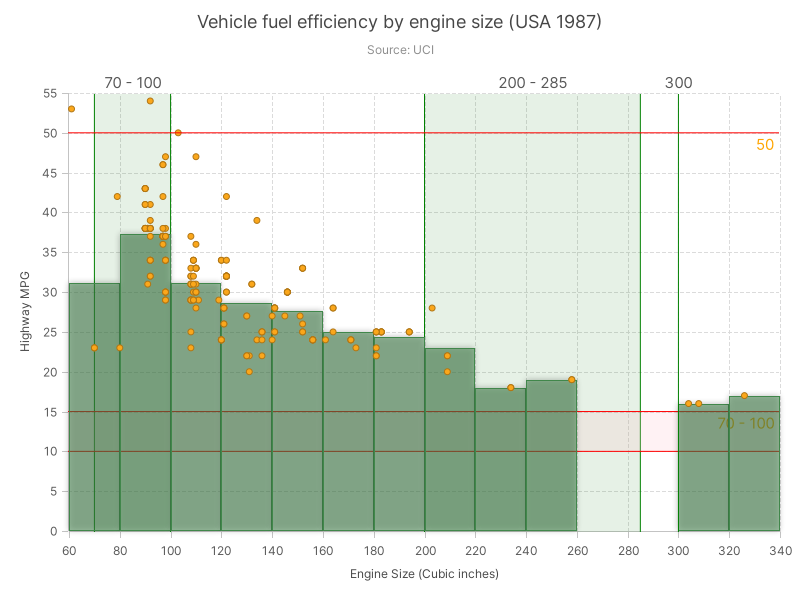 Vehicle fuel efficiency by engine size (USA 1987)
Source: UCI
70 - 100 200 - 285 300
55
50
50
45
40
35
30
25
20
15
70 - 100
10
5
0
Highway MPG
60 80 100 120 140 160 180 200 220 240 260 280 300 320 340
Engine Size (Cubic inches)